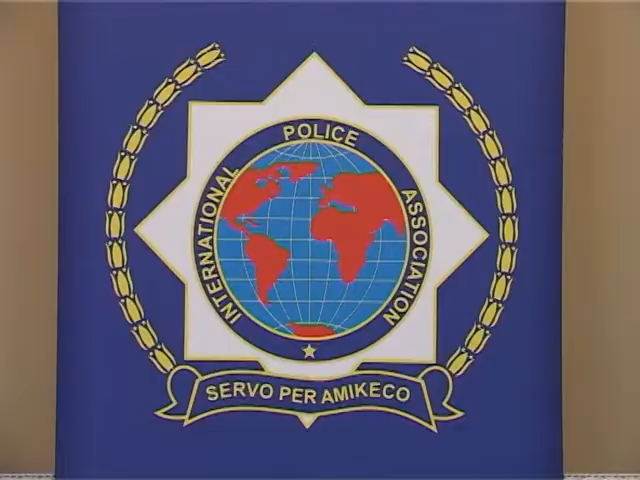 INTERNATIONAL POLICE ASSOCIATION
SERVO PER AMIKECO